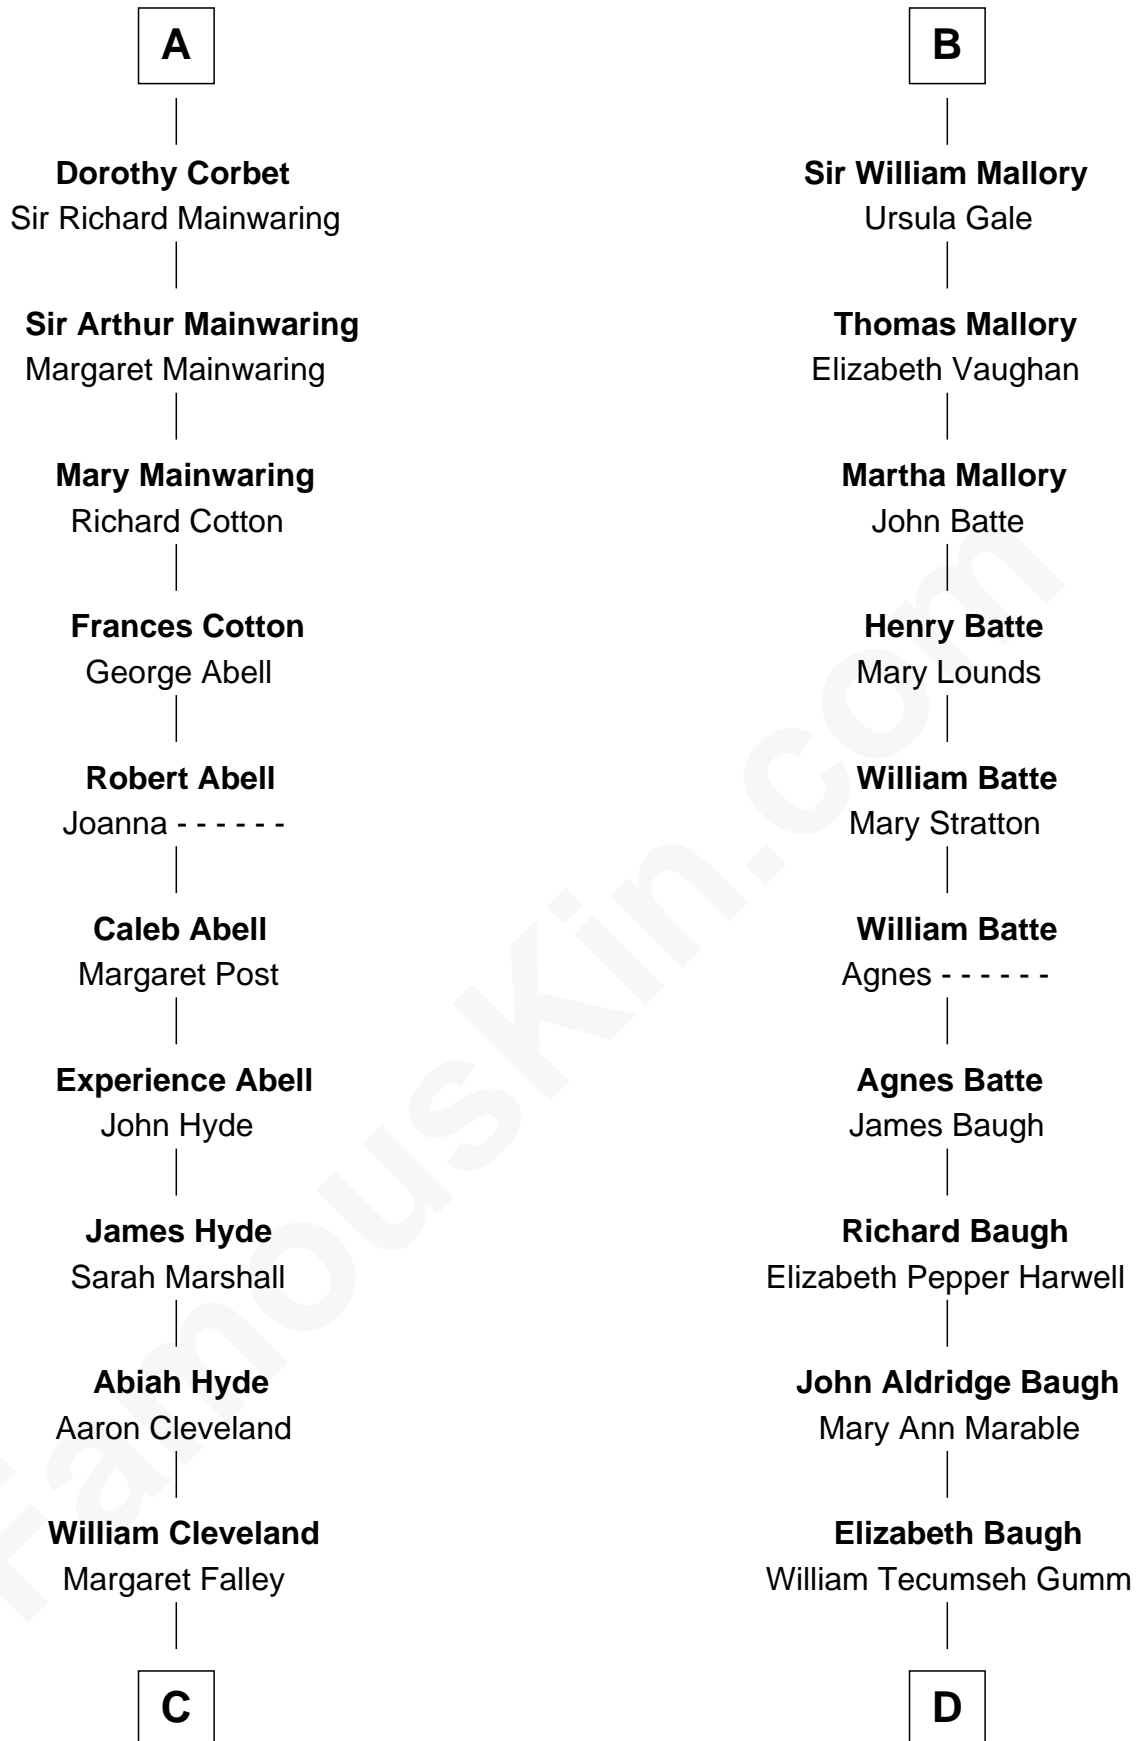 A
Dorothy Corbet
Sir Richard Mainwaring
Sir Arthur Mainwaring
Margaret Mainwaring
Mary Mainwaring
Richard Cotton
Frances Cotton
George Abell
Robert Abell
Joanna - - - - - -
Caleb Abell
Margaret Post
Experience Abell
John Hyde
James Hyde
Sarah Marshall
Abiah Hyde
Aaron Cleveland
William Cleveland
Margaret Falley
C
B
Sir William Mallory
Ursula Gale
Thomas Mallory
Elizabeth Vaughan
Martha Mallory
John Batte
Henry Batte
Mary Lounds
William Batte
Mary Stratton
William Batte
Agnes - - - - - -
Agnes Batte
James Baugh
Richard Baugh
Elizabeth Pepper Harwell
John Aldridge Baugh
Mary Ann Marable
Elizabeth Baugh
William Tecumseh Gumm
D
FamousKin.com